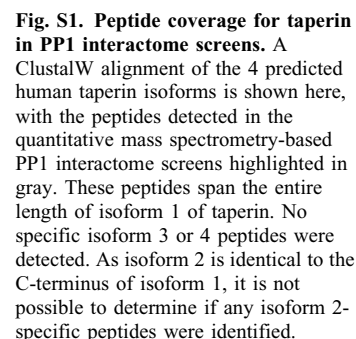 Fig. S1. Peptide coverage for taperin
in PP1 interactome screens. A
ClustalW alignment of the 4 predicted
human taperin isoforms is shown here,
with the peptides detected in the
quantitative mass spectrometry-based
PP1 interactome screens highlighted in
gray. These peptides span the entire
length of isoform 1 of taperin. No
specific isoform 3 or 4 peptides were
detected. As isoform 2 is identical to the
C-terminus of isoform 1, it is not
possible to determine if any isoform 2-
specific peptides were identified.